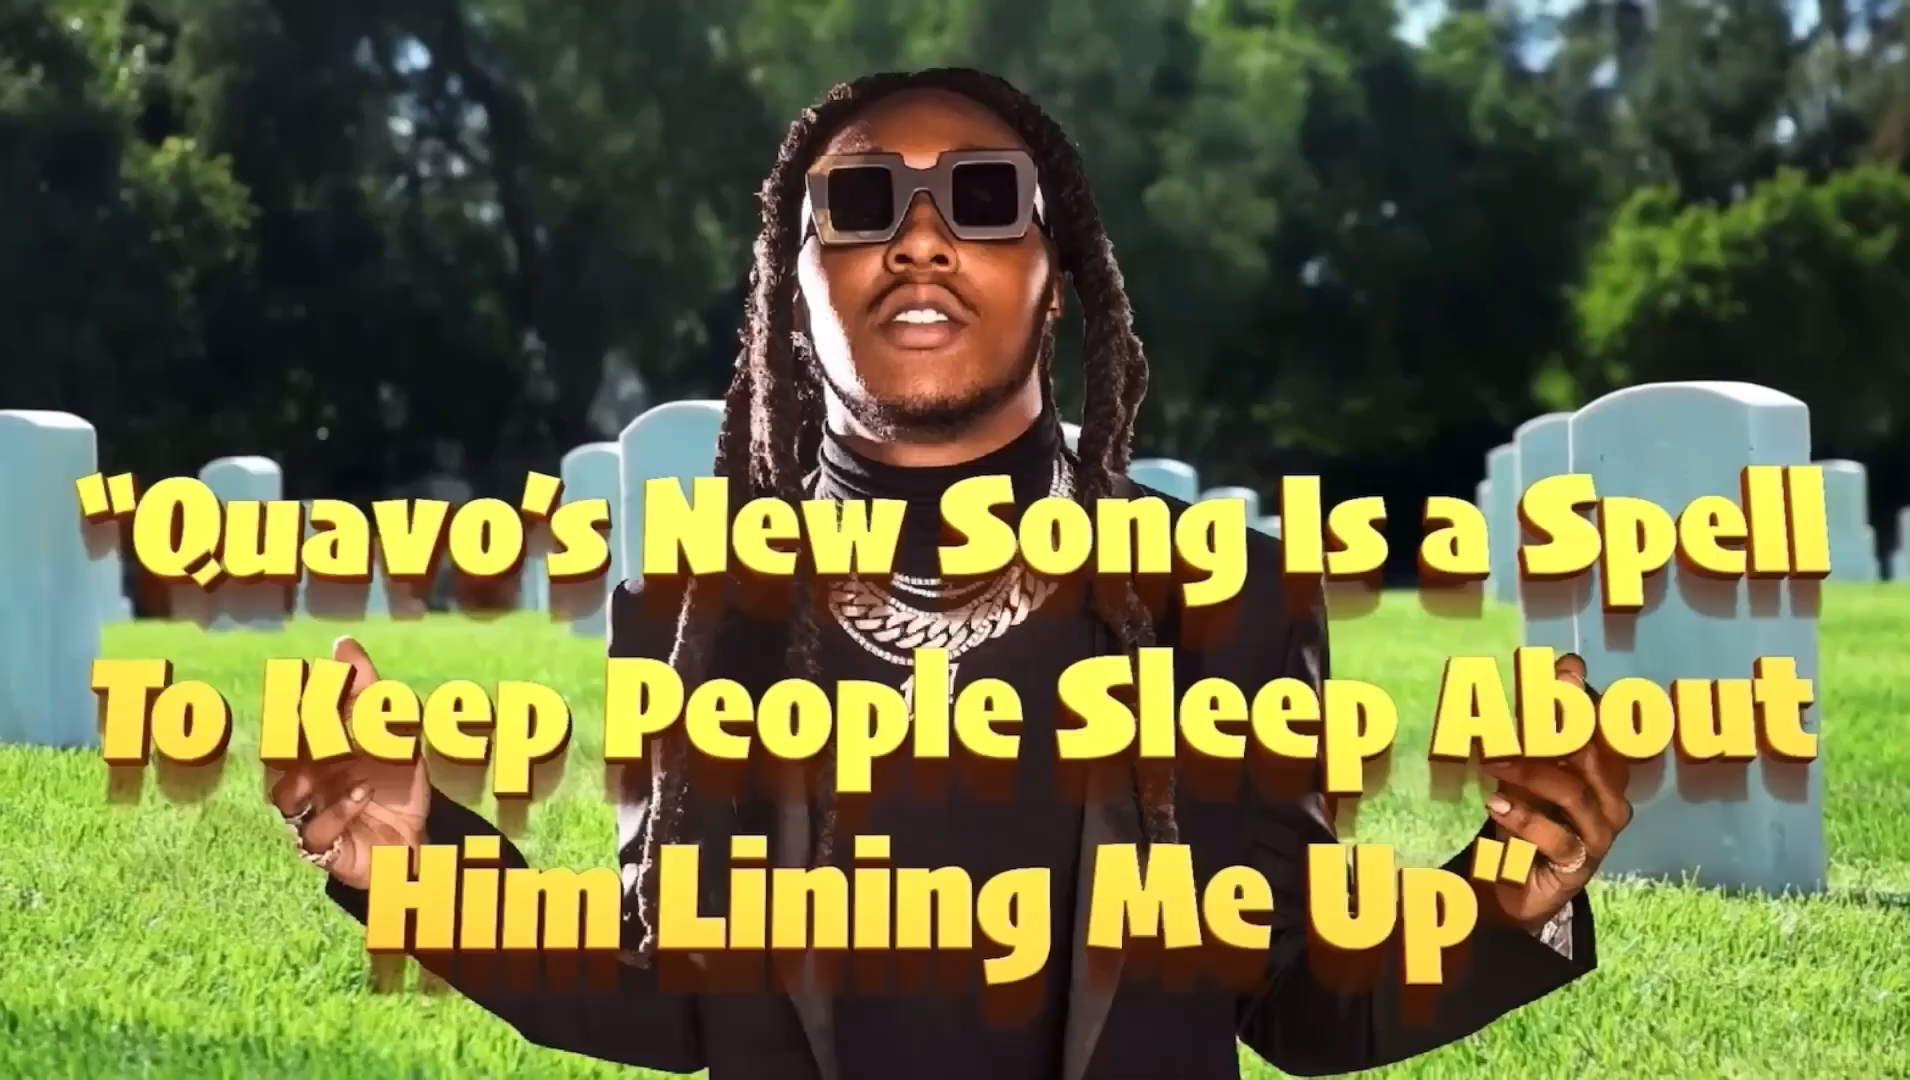 “Quavo’s New Song Is a Spell
To Keep People Sleep About
Him Lining Me Up”